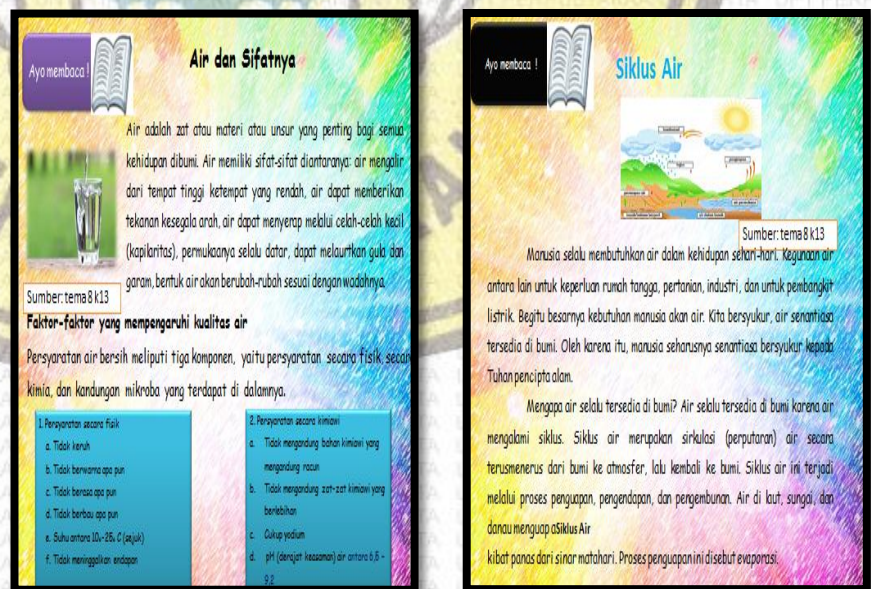 Ayo membaca !
Air dan Sifatnya
Air adalah zat atau materi atau unsur yang penting bagi semua
kehidupan dibumi. Air memiliki sifat-sifat diantaranya: air mengalir
dari tempat tinggi ketempat yang rendah, air dapat memberikan
tekanan kesegala arah, air dapat menyerap melalui celah-celah kecil
(kapilaritas), permukaanya selalu datar, dapat melaurtkan gula dan
garam, bentuk air akan berubah-rubah sesuai dengan wadahnya.
Sumber: tema 8 k13
Faktor-faktor yang mempengaruhi kualitas air
Persyaratan air bersih meliputi tiga komponen, yaitu persyaratan secara fisik, secar
kimia, dan kandungan mikroba yang terdapat di dalamnya.
1. Persyaratan secara fisik
a. Tidak keruh
b. Tidak berwarna apa pun
c. Tidak berasa apa pun
d. Tidak berbau apa pun
e. Suhu antara 10₀-25₀ C (sejuk)
f. Tidak meninggalkan endapan
2. Persyaratan secara kimiawi
a. Tidak mengandung bahan kimiawi yang
mengandung racun
b. Tidak mengandung zat-zat kimiawi yang
berlebihan
c. Cukup yodium
d. pH (derajat keasaman) air antara 6,5 –
9,2
Ayo membaca !
Siklus Air
Sumber: tema 8 k13
Manusia selalu membutuhkan air dalam kehidupan sehari-hari. Kegunaan air
antara lain untuk keperluan rumah tangga, pertanian, industri, dan untuk pembangkit
listrik. Begitu besarnya kebutuhan manusia akan air. Kita bersyukur, air senantiasa
tersedia di bumi. Oleh karena itu, manusia seharusnya senantiasa bersyukur kepada
Tuhan pencipta alam.
Mengapa air selalu tersedia di bumi? Air selalu tersedia di bumi karena air
mengalami siklus. Siklus air merupakan sirkulasi (perputaran) air secara
terusmenerus dari bumi ke atmosfer, lalu kembali ke bumi. Siklus air ini terjadi
melalui proses penguapan, pengendapan, dan pengembunan. Air di laut, sungai, dan
danau menguap aSiklus Air
kibat panas dari sinar matahari. Proses penguapan ini disebut evaporasi.